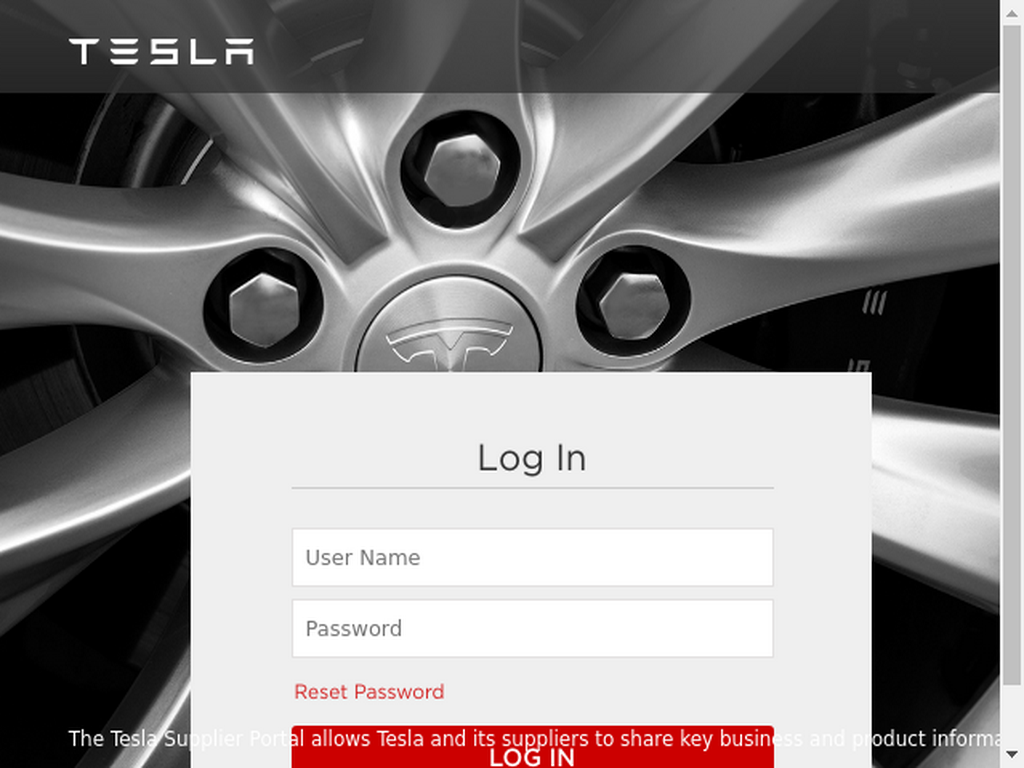 TESLA
Log In
User Name
Password
Reset Password
The Tesla Supplier Portal allows Tesla and its suppliers to share key business and product informa
LOG IN